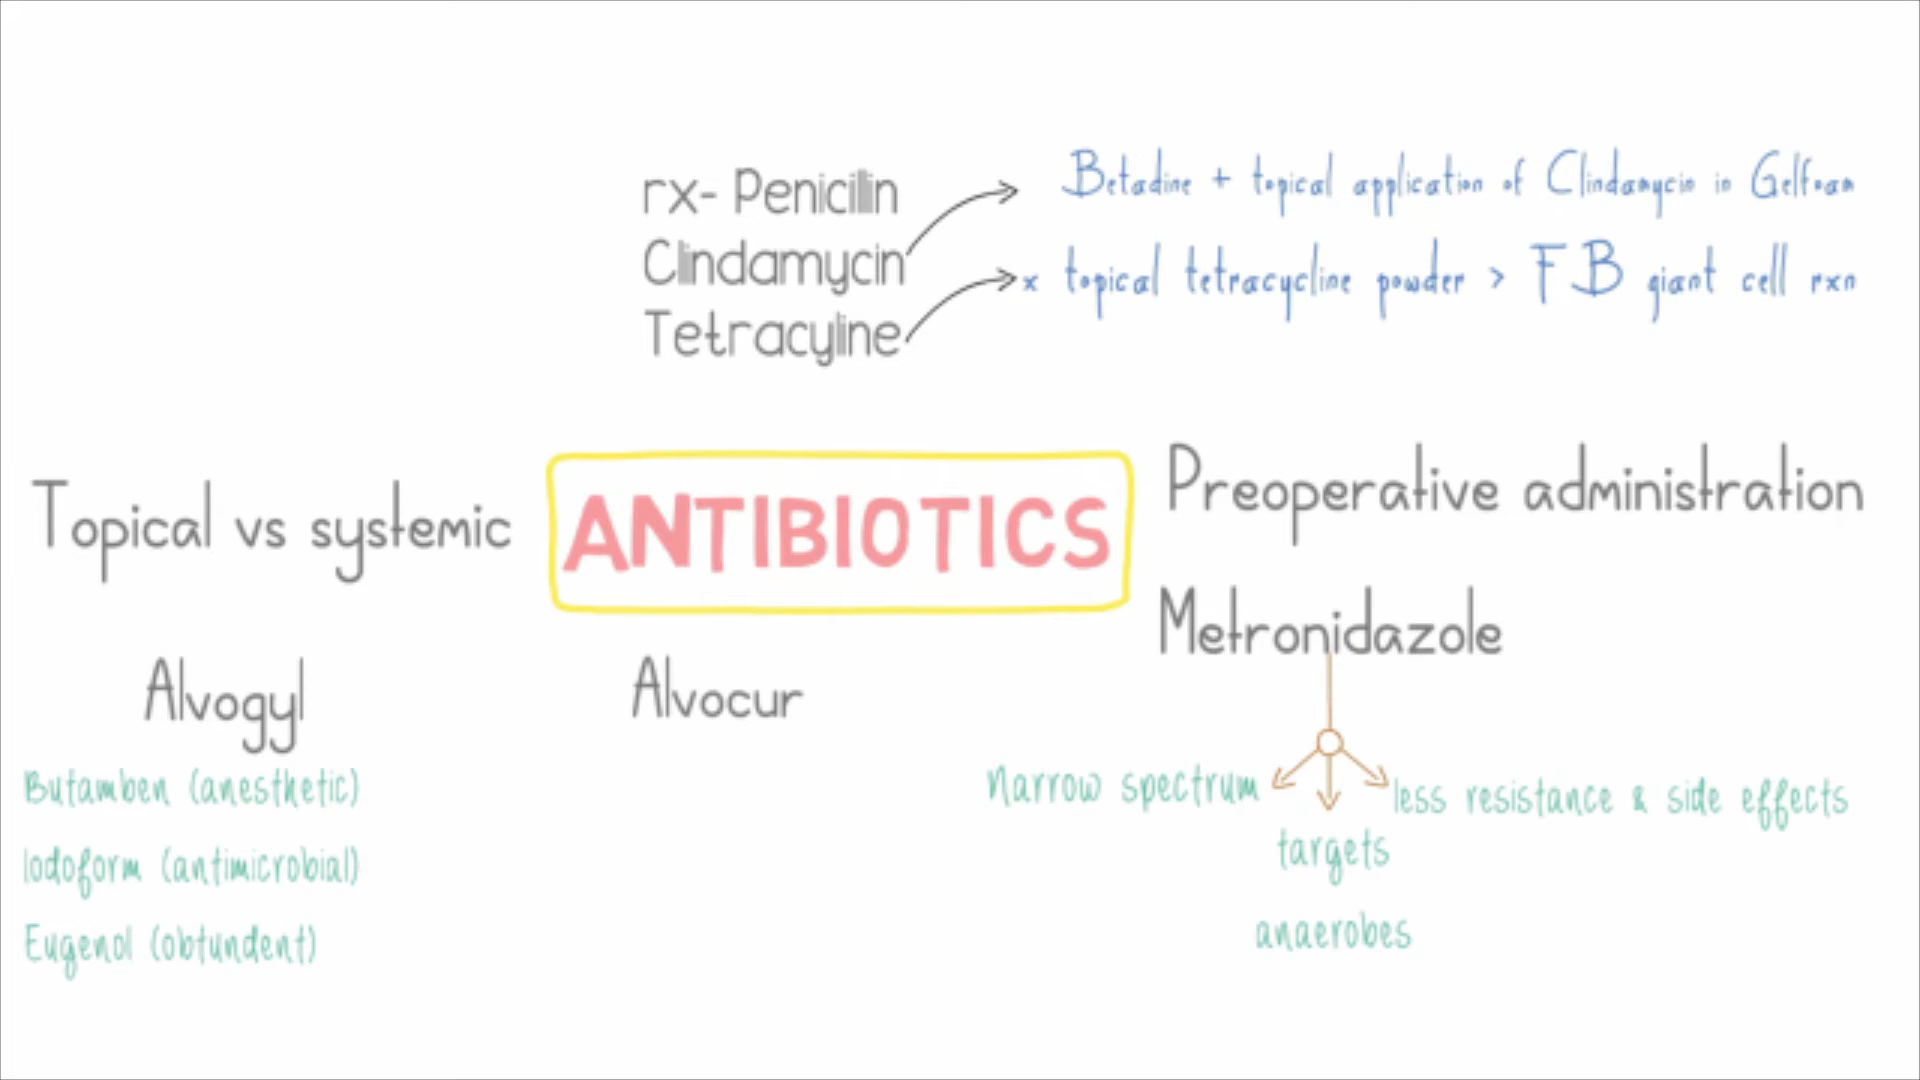 rx- Penicillin
Clindamycin
Tetracyline
Betadine + topical application of Clindamycin in Gelfoam
x topical tetracycline powder > FB giant cell rxn
Topical vs systemic
ANTIBIOTICS
Preoperative administration
Metronidazole
Alvogyl
Alvocur
Butamben (anesthetic)
Iodoform (antimicrobial)
Eugenol (obtundent)
Narrow spectrum
targets
anaerobes
less resistance & side effects